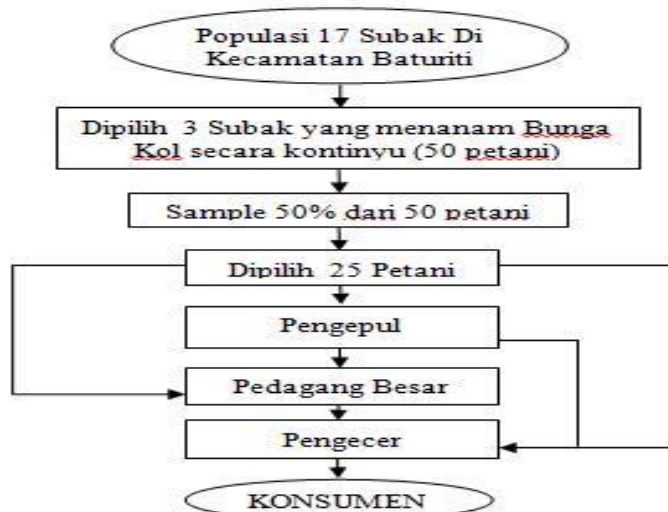 Populasi 17 Subak Di
Kecamatan Baturiti
Dipilih 3 Subak yang menanam Bunga
Kol secara kontinyu (50 petani)
Sample 50% dari 50 petani
Dipilih 25 Petani
Pengepul
Pedagang Besar
Pengecer
KONSUMEN